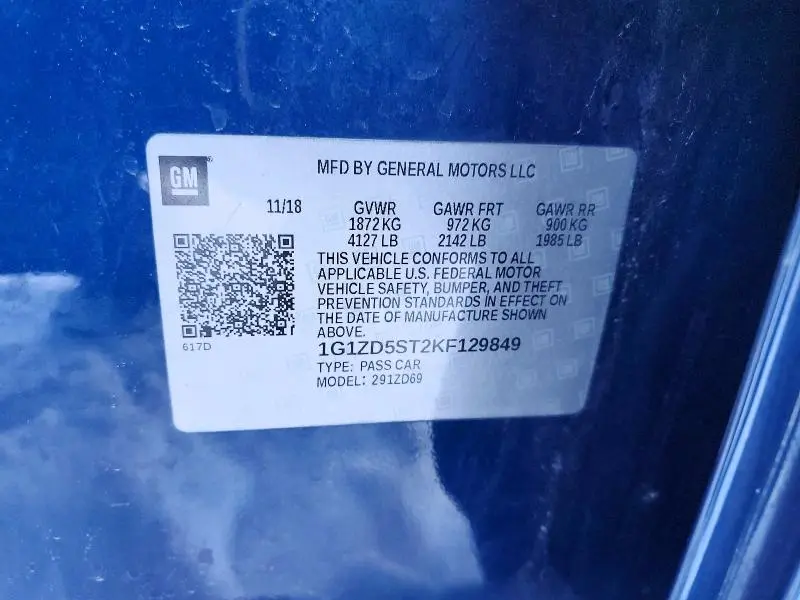 GM
MFD BY GENERAL MOTORS LLC
11/18 GVWR GAWR FRT GAWR RR
1872 KG 972 KG 900 KG
4127 LB 2142 LB 1985 LB
THIS VEHICLE CONFORMS TO ALL
APPLICABLE U.S. FEDERAL MOTOR
VEHICLE SAFETY, BUMPER, AND THEFT
PREVENTION STANDARDS IN EFFECT ON
THE DATE OF MANUFACTURE SHOWN
ABOVE.
617D
1G1ZD5ST2KF129849
TYPE: PASS CAR
MODEL: 291ZD69